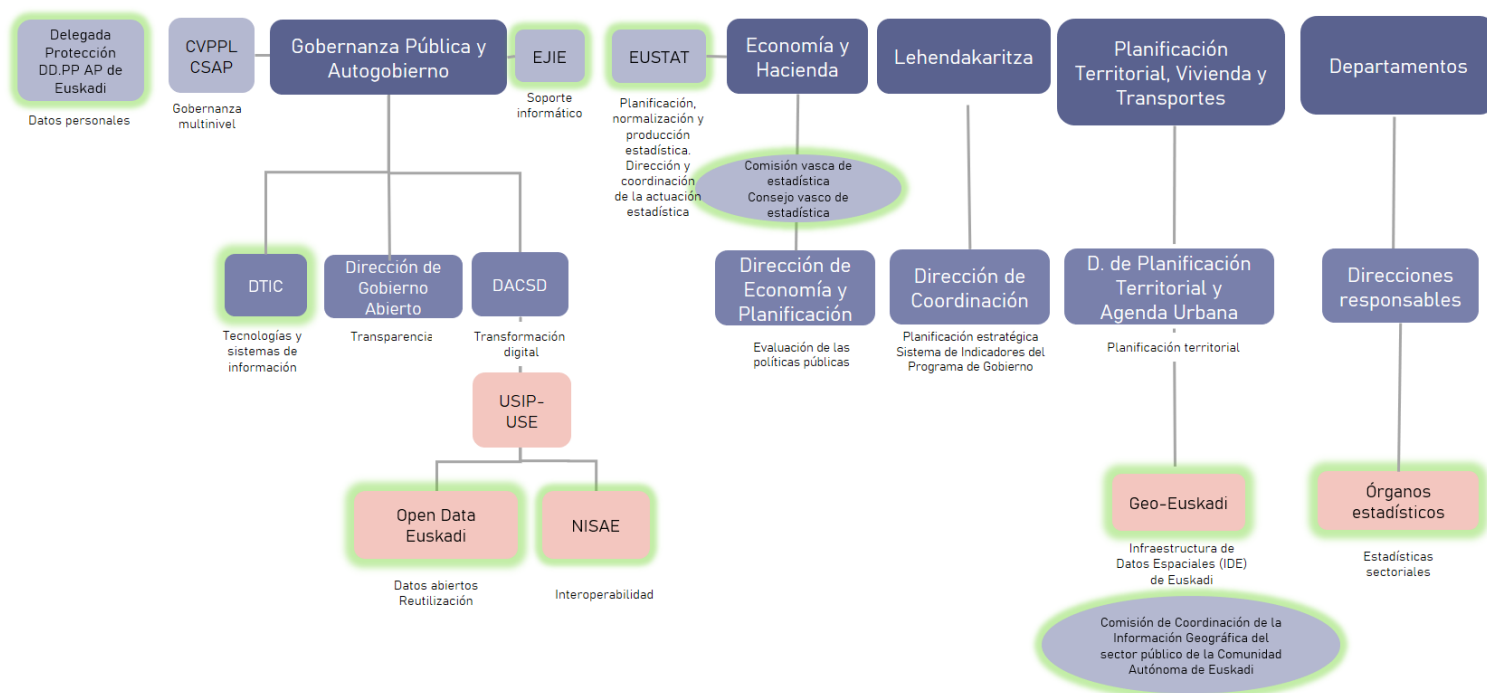 Delegada
Protección
DD.PP AP de
Euskadi
Datos personales
CVPPL
CSAP
Gobernanza
multinivel
Gobernanza Pública y
Autogobierno
EJIE
Soporte
informático
EUSTAT
Planificación,
normalización y
producción
estadística.
Dirección y
coordinación
de la actuación
estadística
Economía y
Hacienda
Lehendakaritza
Planificación
Territorial, Vivienda y
Transportes
Departamentos
Comisión vasca de
estadística
Consejo vasco de
estadística
DTIC
Tecnologías y
sistemas de
información
Dirección de
Gobierno
Abierto
Transparencia
DACSD
Transformación
digital
Dirección de
Economía y
Planificación
Evaluación de las
políticas públicas
Dirección de
Coordinación
Planificación estratégica
Sistema de Indicadores del
Programa de Gobierno
D. de Planificación
Territorial y
Agenda Urbana
Planificación territorial
Direcciones
responsables
USIP-
USE
Open Data
Euskadi
Datos abiertos
Reutilización
NISAE
Interoperabilidad
Geo-Euskadi
Infraestructura de
Datos Espaciales (IDE)
de Euskadi
Órganos
estadísticos
Estadísticas
sectoriales
Comisión de Coordinación de la
Información Geográfica del
sector público de la Comunidad
Autónoma de Euskadi